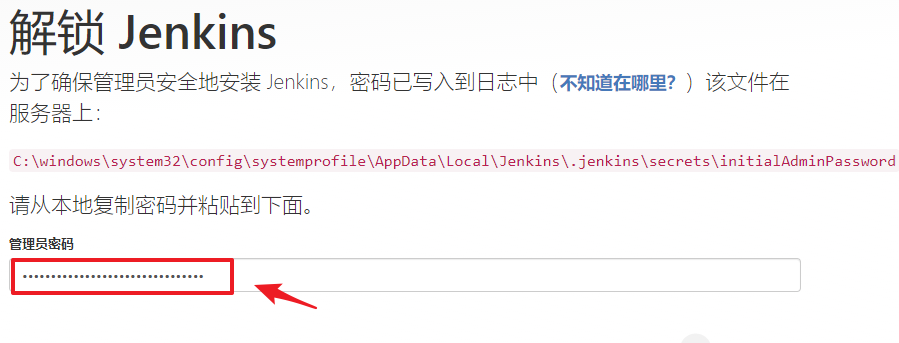 解锁 Jenkins
为了确保管理员安全地安装 Jenkins，密码已写入到日志中（不知道在哪里？）该文件在
服务器上：
C:\windows\system32\config\systemprofile\AppData\Local\Jenkins\.jenkins\secrets\initialAdminPassword
请从本地复制密码并粘贴到下面。
管理员密码
••••••••••••••••••••••••••••••••